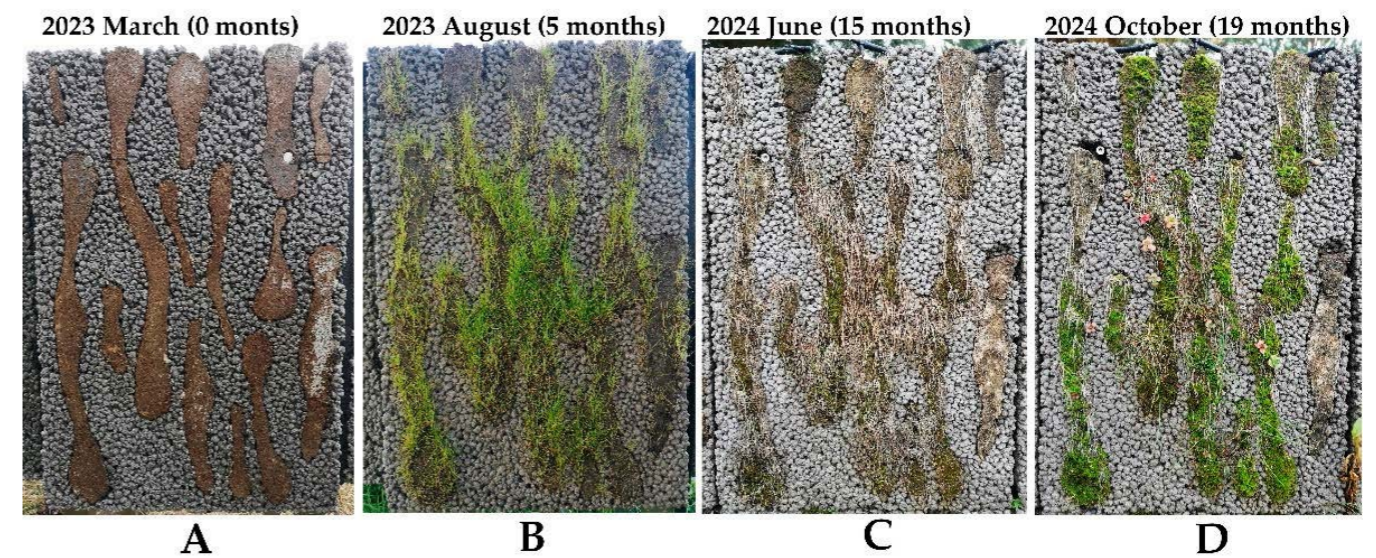 2023 March (0 monts)
2023 August (5 months)
2024 June (15 months)
2024 October (19 months)
A
B
C
D